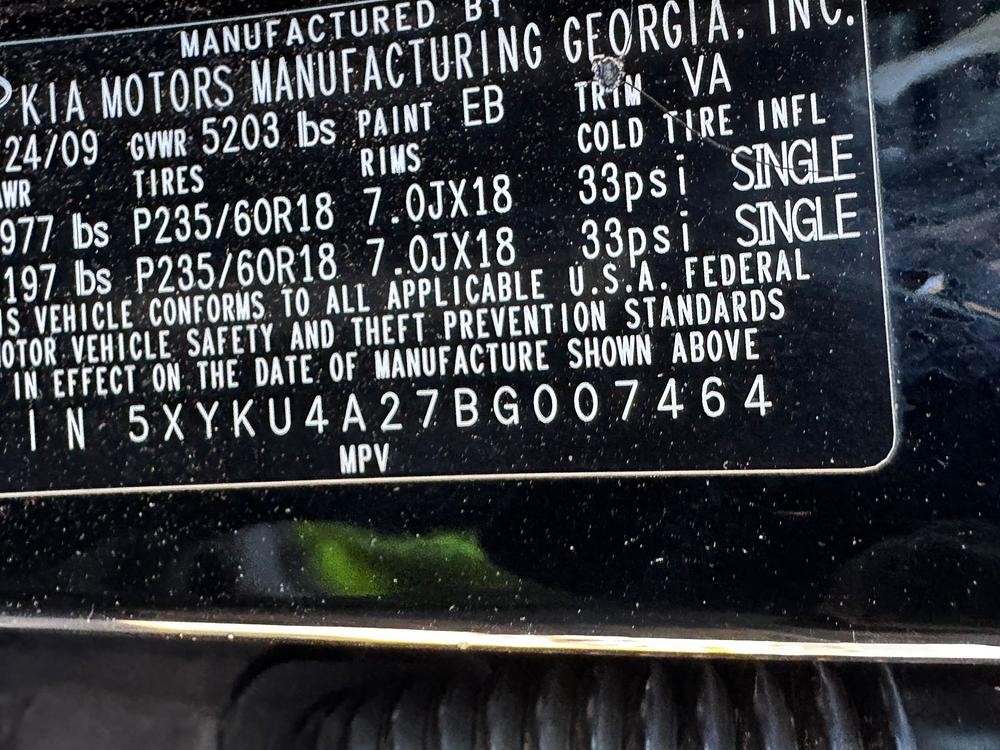 MANUFACTURED BY
KIA MOTORS MANUFACTURING GEORGIA, INC.
24/09 GVWR 5203 lbs PAINT EB TRIM VA
WR TIRES RIMS COLD TIRE INFL
977 lbs P235/60R18 7.0JX18 33psi SINGLE
197 lbs P235/60R18 7.0JX18 33psi SINGLE
S VEHICLE CONFORMS TO ALL APPLICABLE U.S.A. FEDERAL
OTOR VEHICLE SAFETY AND THEFT PREVENTION STANDARDS
IN EFFECT ON THE DATE OF MANUFACTURE SHOWN ABOVE
IN 5XYKU4A27BG007464
MPV